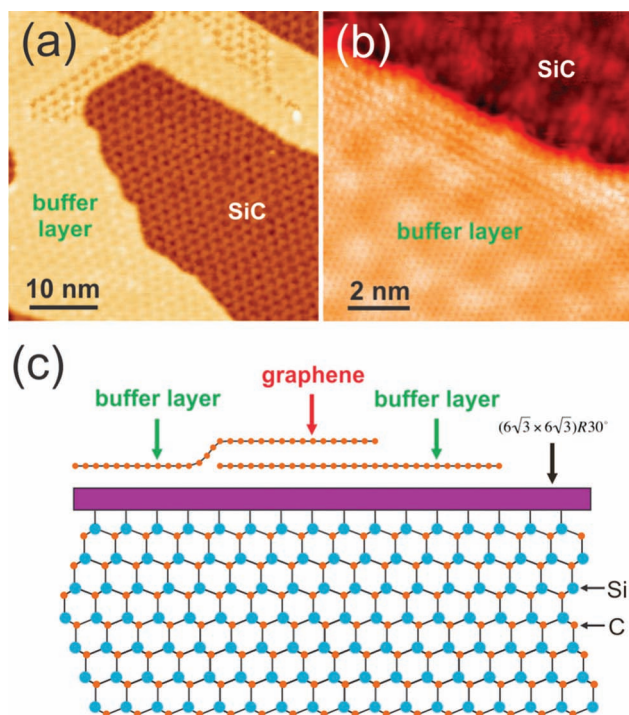 (a)
buffer
layer
SiC
10 nm
(b)
SiC
buffer layer
2 nm
(c)
graphene
buffer layer
buffer layer
(6√3 × 6√3)R30°
Si
C